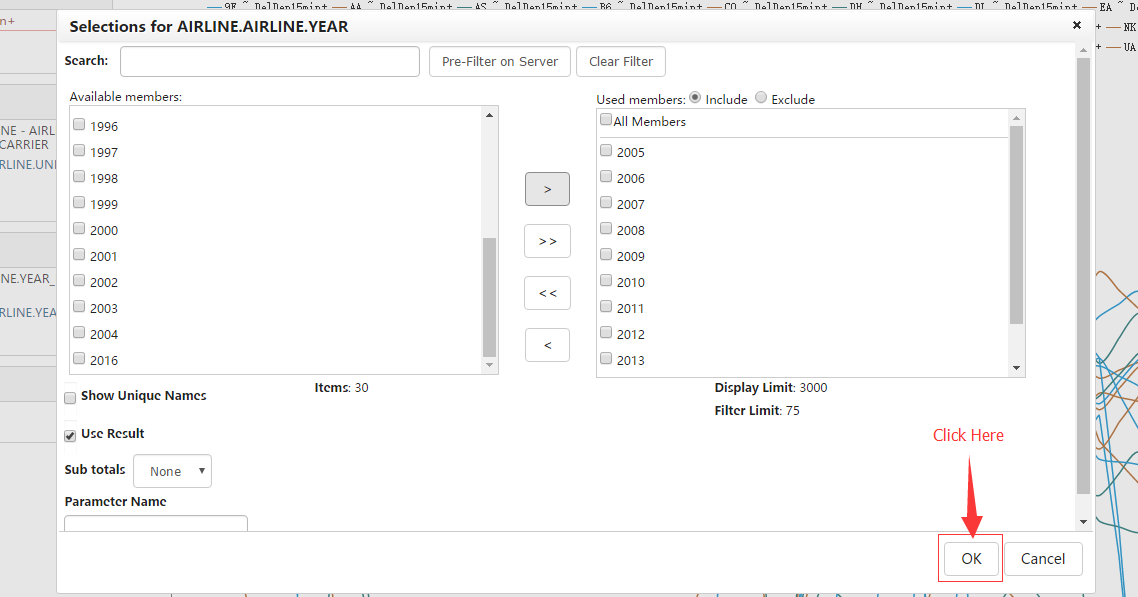 9E ~ DelDep15mint AA ~ DelDep15mint AS ~ DelDep15mint B6 ~ DelDep15mint CO ~ DelDep15mint DH ~ DelDep15mint DL ~ DelDep15mint EA ~ D
n+
Selections for AIRLINE.AIRLINE.YEAR
×
+ NK
Search:
Pre-Filter on Server
Clear Filter
+ UA
Available members:
Used members: Include Exclude
All Members
1996
1997
1998
1999
2000
2001
2002
2003
2004
2016
>
>>
<<
<
2005
2006
2007
2008
2009
2010
2011
2012
2013
NE - AIRL
CARRIER
RLINE.UNI
NE.YEAR_
RLINE.YEA
Items: 30
Display Limit: 3000
Filter Limit: 75
Show Unique Names
Use Result
Sub totals None
Parameter Name
Click Here
OK
Cancel